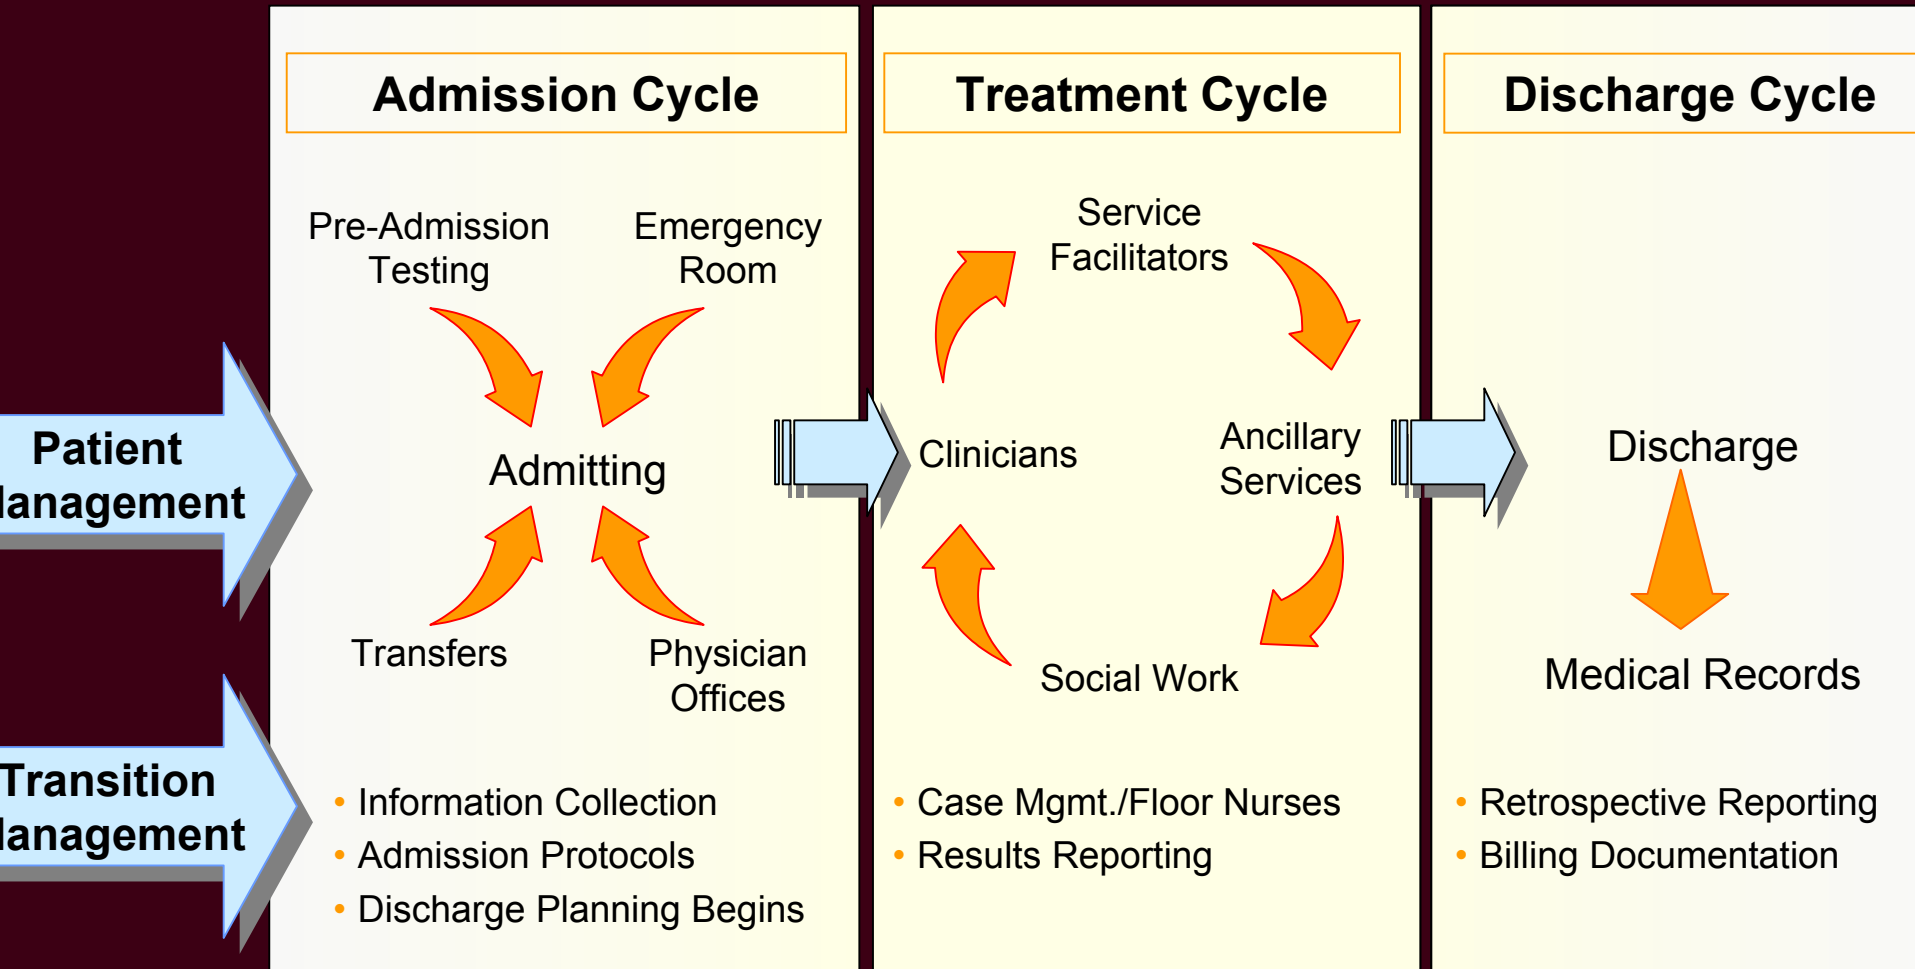 Admission Cycle
Treatment Cycle
Discharge Cycle
Pre-Admission
Testing
Emergency
Room
Admitting
Transfers
Physician
Offices
Service
Facilitators
Clinicians
Ancillary
Services
Social Work
Discharge
Medical Records
Patient
anagement
Transition
anagement
• Information Collection
• Admission Protocols
• Discharge Planning Begins
• Case Mgmt./Floor Nurses
• Results Reporting
• Retrospective Reporting
• Billing Documentation